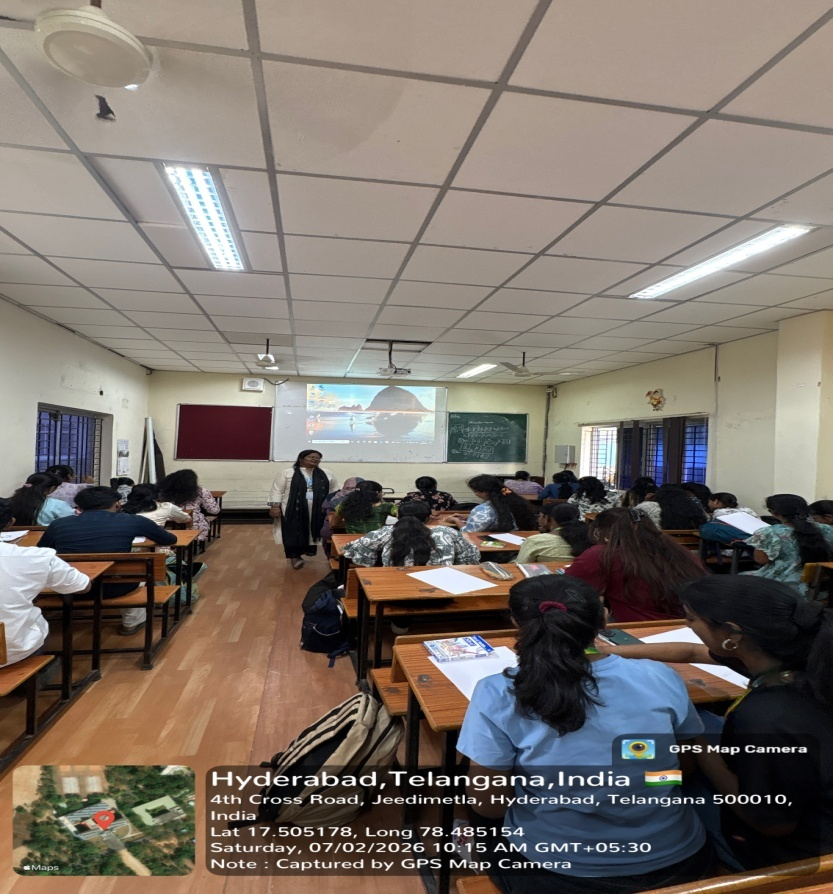 GPS Map Camera
Hyderabad,Telangana,India
4th Cross Road, Jeedimetla, Hyderabad, Telangana 500010,
India
Lat 17.505178, Long 78.485154
Saturday, 07/02/2026 10:15 AM GMT+05:30
Note : Captured by GPS Map Camera
Maps